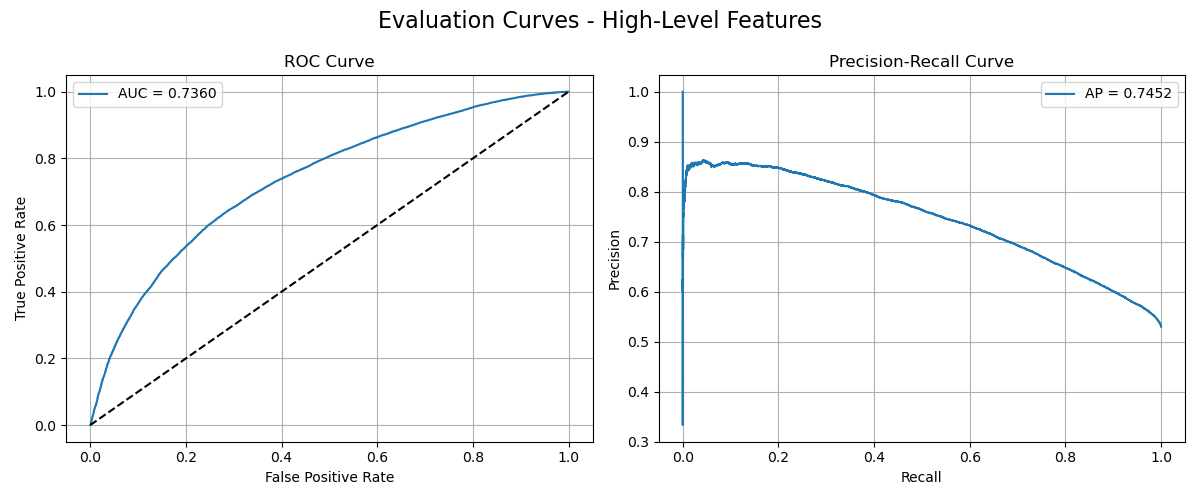 Evaluation Curves - High-Level Features
ROC Curve
AUC = 0.7360
1.0
0.8
0.6
0.4
0.2
0.0
True Positive Rate
0.0 0.2 0.4 0.6 0.8 1.0
False Positive Rate
Precision-Recall Curve
AP = 0.7452
1.0
0.9
0.8
0.7
0.6
0.5
0.4
0.3
Precision
0.0 0.2 0.4 0.6 0.8 1.0
Recall